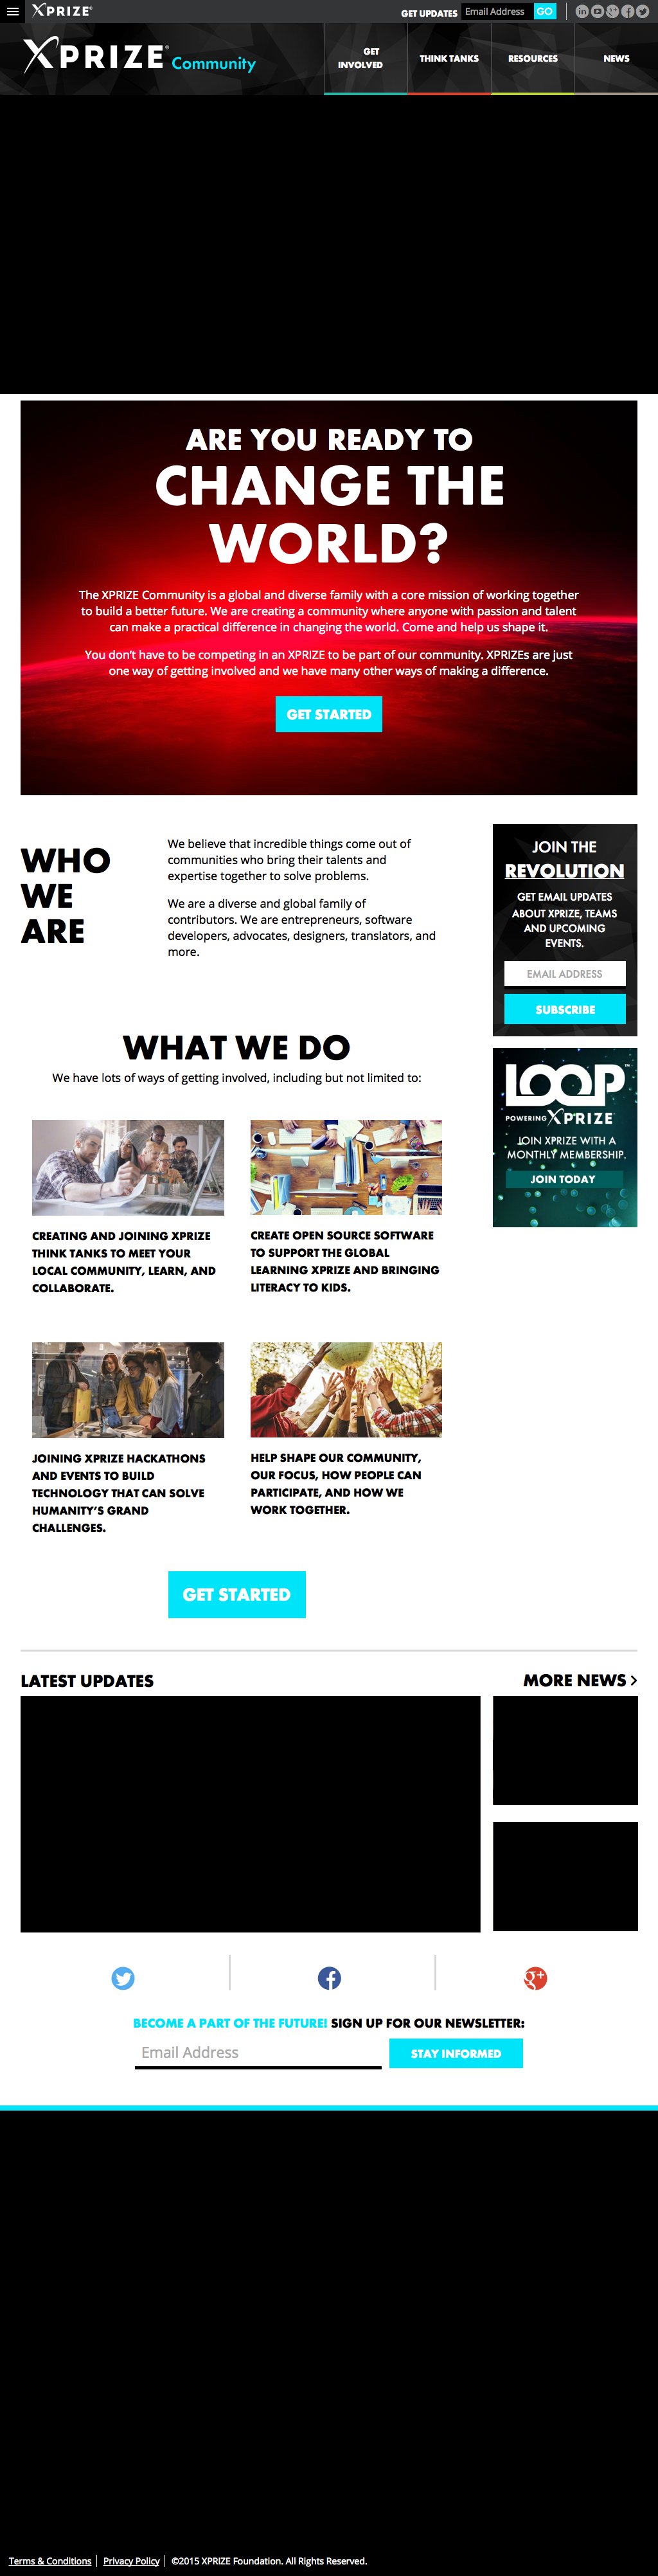 XPRIZE
GET UPDATES Email Address GO
XPRIZE® Community
GET INVOLVED
THINK TANKS
RESOURCES
NEWS
ARE YOU READY TO
CHANGE THE
WORLD?
The XPRIZE Community is a global and diverse family with a core mission of working together
to build a better future. We are creating a community where anyone with passion and talent
can make a practical difference in changing the world. Come and help us shape it.
You don't have to be competing in an XPRIZE to be part of our community. XPRIZEs are just
one way of getting involved and we have many other ways of making a difference.
GET STARTED
WHO
WE
ARE
We believe that incredible things come out of
communities who bring their talents and
expertise together to solve problems.
We are a diverse and global family of
contributors. We are entrepreneurs, software
developers, advocates, designers, translators, and
more.
JOIN THE
REVOLUTION
GET EMAIL UPDATES
ABOUT XPRIZE, TEAMS
AND UPCOMING
EVENTS.
EMAIL ADDRESS
SUBSCRIBE
LOOP™
POWERING XPRIZE
JOIN XPRIZE WITH A
MONTHLY MEMBERSHIP.
JOIN TODAY
WHAT WE DO
We have lots of ways of getting involved, including but not limited to:
CREATING AND JOINING XPRIZE
THINK TANKS TO MEET YOUR
LOCAL COMMUNITY, LEARN, AND
COLLABORATE.
CREATE OPEN SOURCE SOFTWARE
TO SUPPORT THE GLOBAL
LEARNING XPRIZE AND BRINGING
LITERACY TO KIDS.
JOINING XPRIZE HACKATHONS
AND EVENTS TO BUILD
TECHNOLOGY THAT CAN SOLVE
HUMANITY'S GRAND
CHALLENGES.
HELP SHAPE OUR COMMUNITY,
OUR FOCUS, HOW PEOPLE CAN
PARTICIPATE, AND HOW WE
WORK TOGETHER.
GET STARTED
LATEST UPDATES
MORE NEWS >
BECOME A PART OF THE FUTURE! SIGN UP FOR OUR NEWSLETTER:
Email Address
STAY INFORMED
Terms & Conditions | Privacy Policy | ©2015 XPRIZE Foundation. All Rights Reserved.